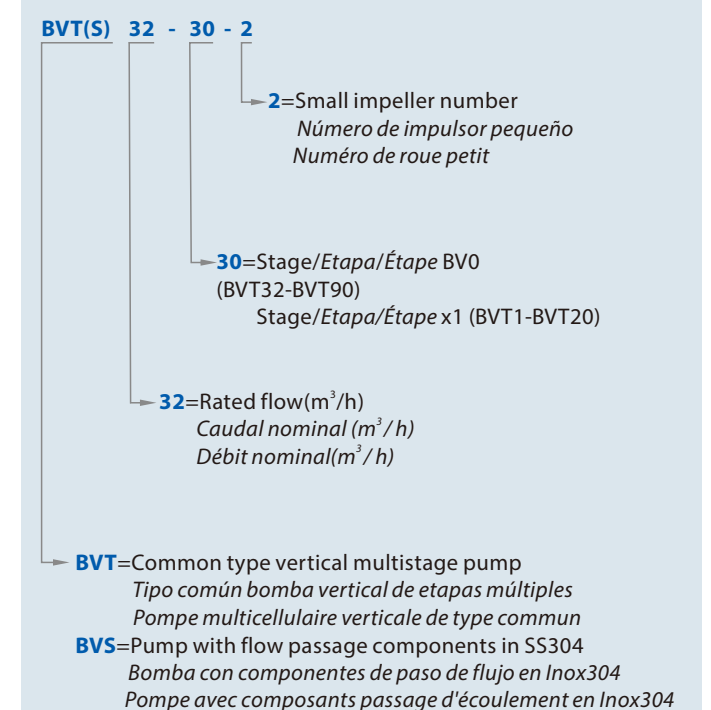 BVT(S) 32 - 30 - 2
2=Small impeller number
Número de impulsor pequeño
Numéro de roue petit
30=Stage/Etapa/Étape BV0
(BVT32-BVT90)
Stage/Etapa/Étape x1 (BVT1-BVT20)
32=Rated flow(m³/h)
Caudal nominal (m³/ h)
Débit nominal(m³/ h)
BVT=Common type vertical multistage pump
Tipo común bomba vertical de etapas múltiples
Pompe multicellulaire verticale de type commun
BVS=Pump with flow passage components in SS304
Bomba con componentes de paso de flujo en Inox304
Pompe avec composants passage d'écoulement en Inox304